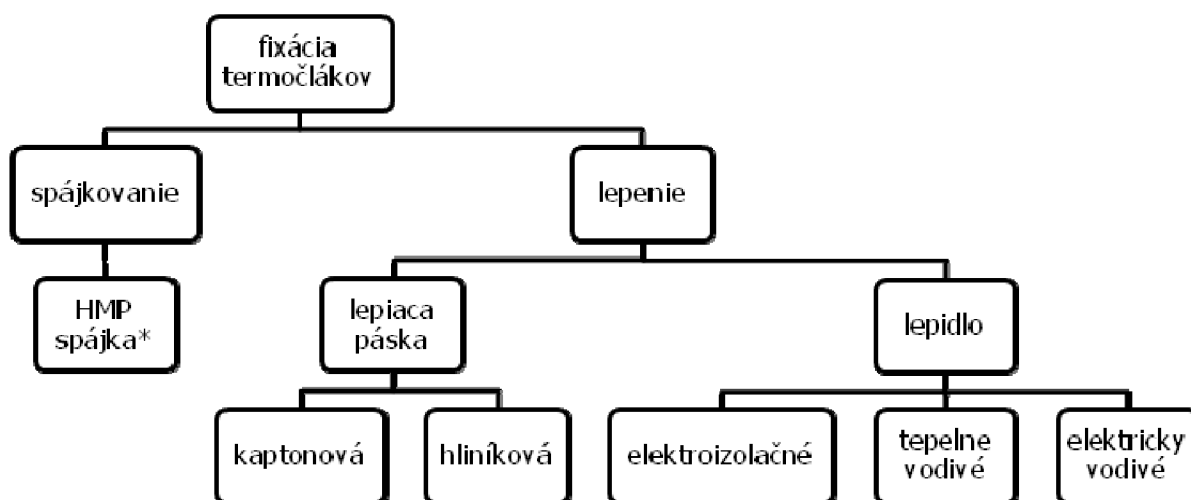 fixácia
termočlákov
spájkovanie
lepenie
HMP
spájka*
lepiaca
páska
lepidlo
kaptonová
hliníková
elektroizolačné
tepelne
vodivé
elektricky
vodivé